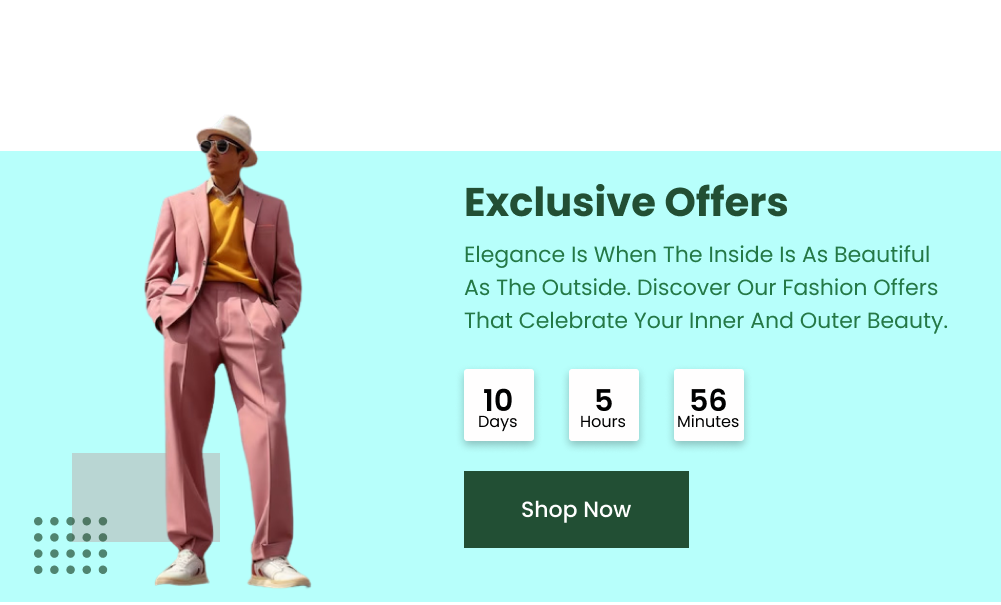 Exclusive Offers
Elegance Is When The Inside Is As Beautiful
As The Outside. Discover Our Fashion Offers
That Celebrate Your Inner And Outer Beauty.
10 5 56
Days Hours Minutes
Shop Now